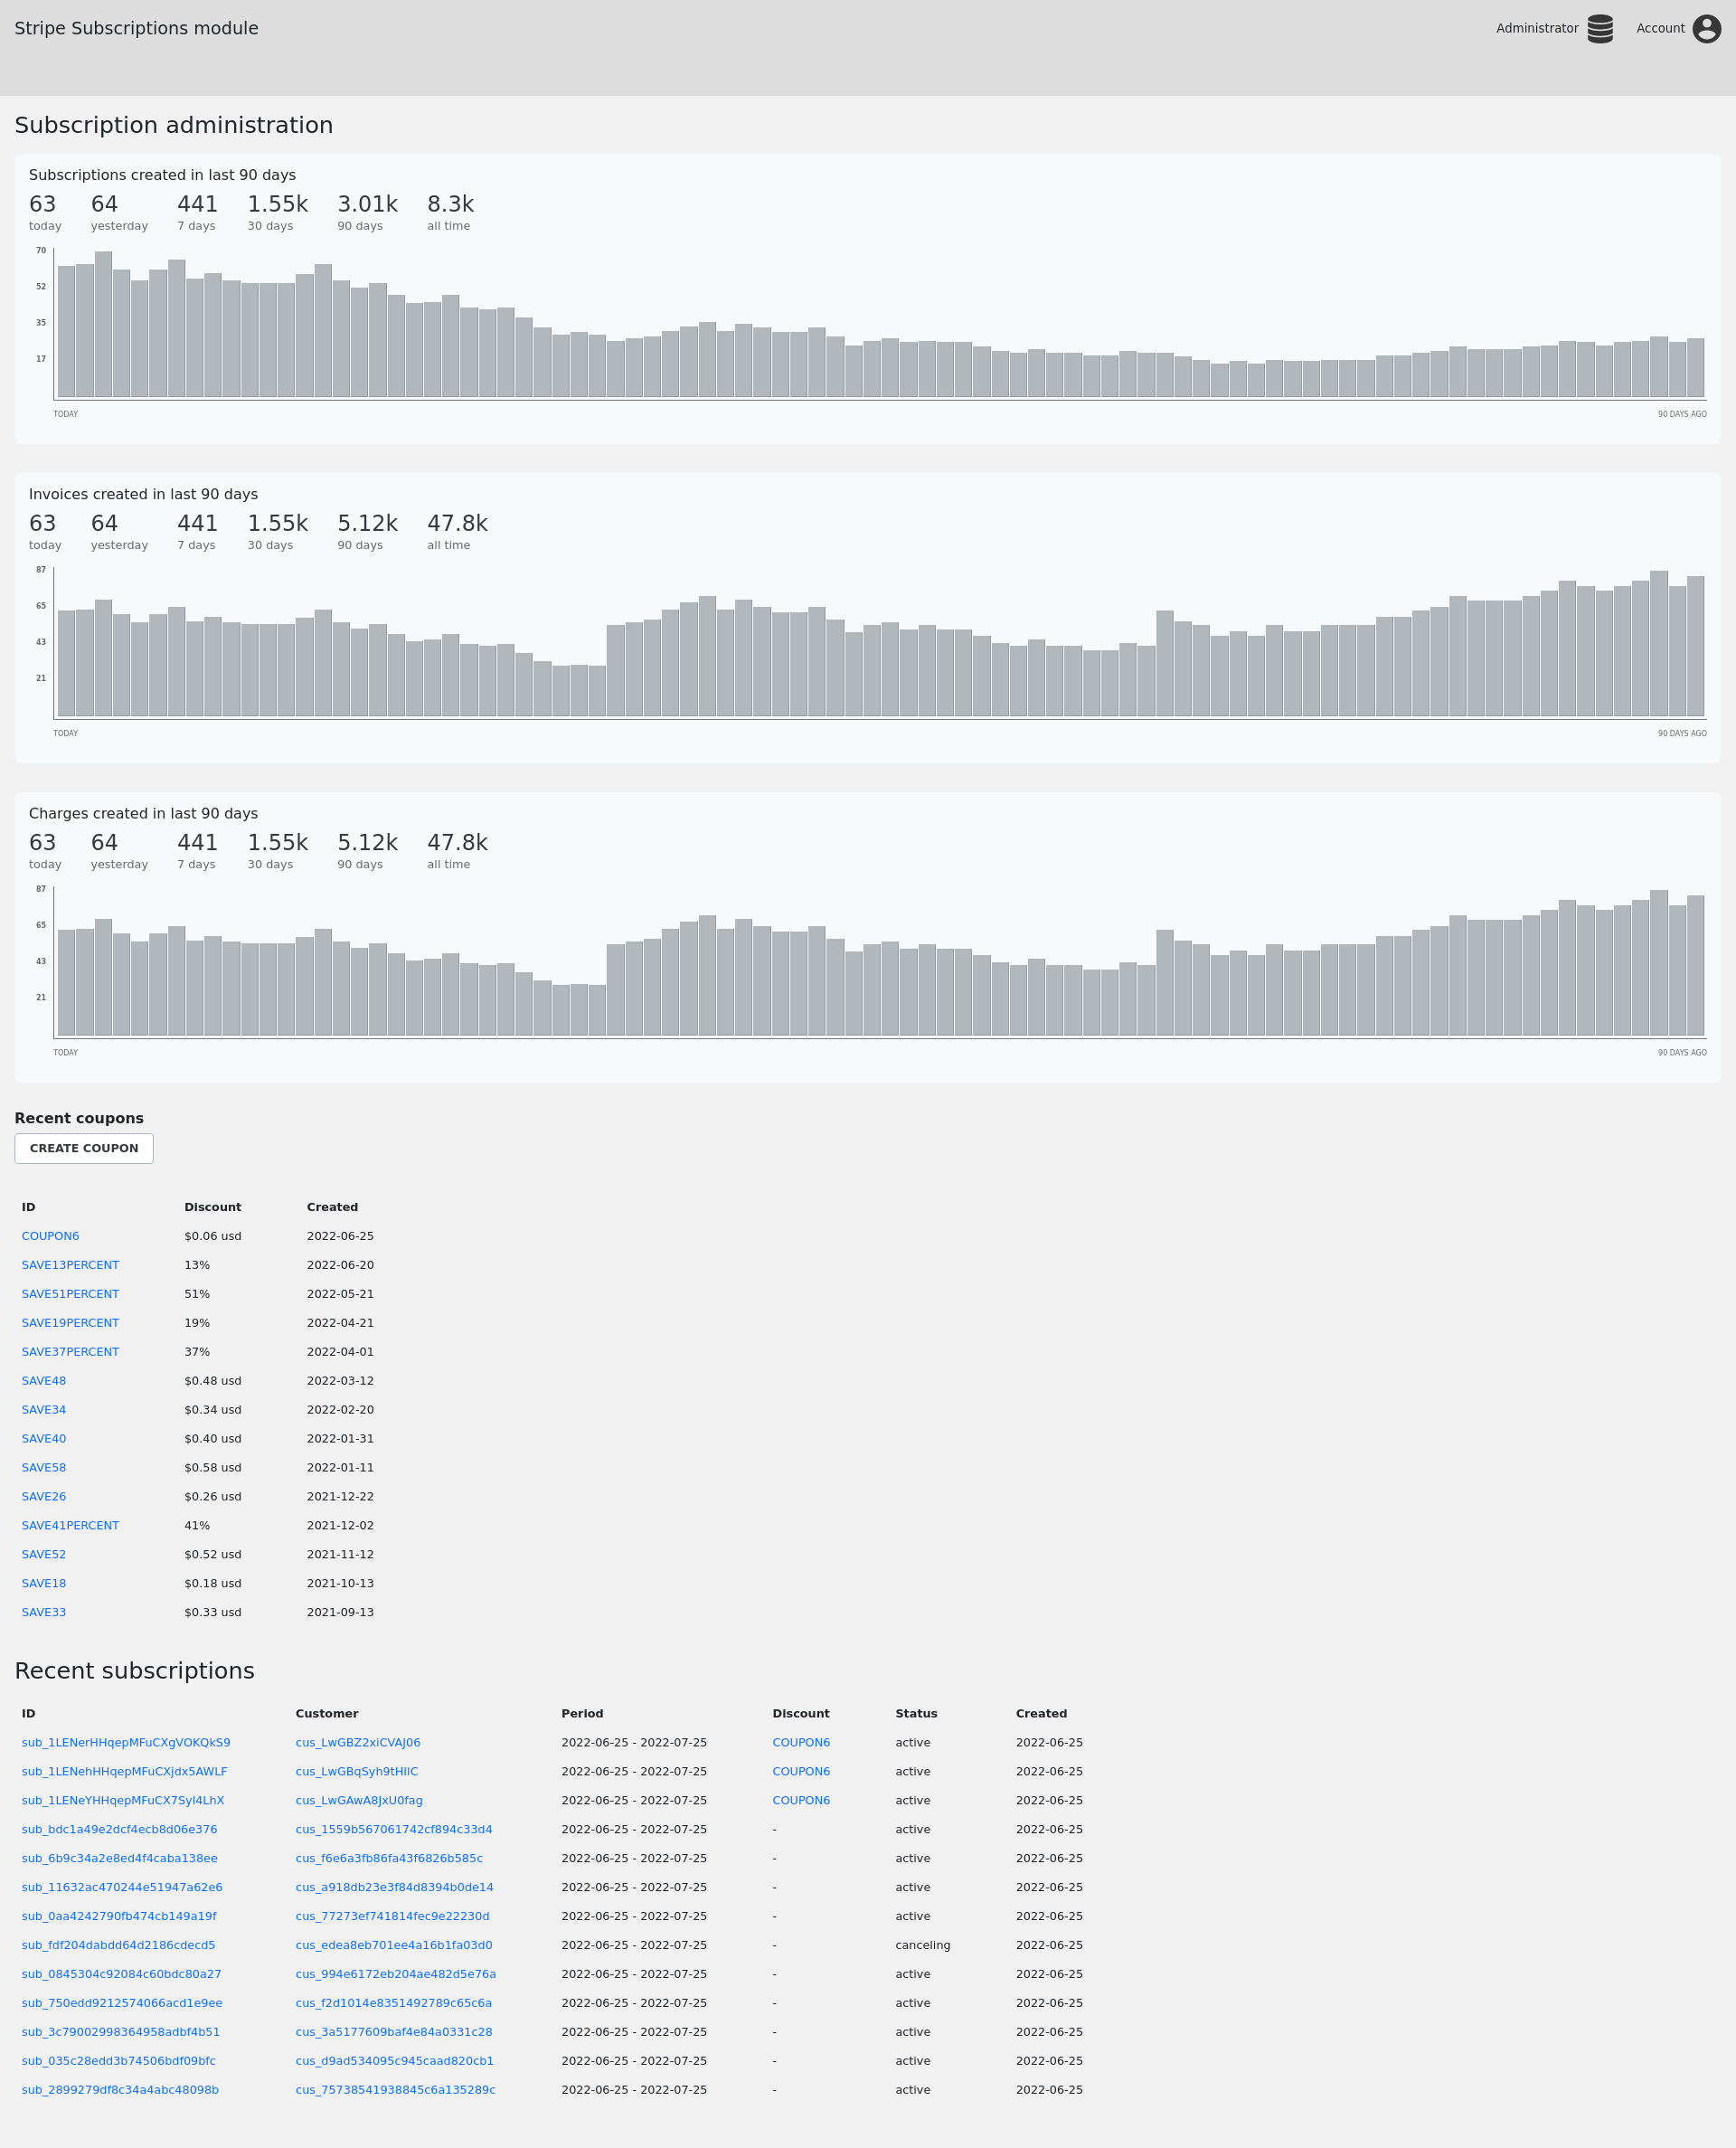 Stripe Subscriptions module
Administrator Account
Subscription administration
Subscriptions created in last 90 days
63 64 441 1.55k 3.01k 8.3k
today yesterday 7 days 30 days 90 days all time
70
52
35
17
TODAY 90 DAYS AGO
Invoices created in last 90 days
63 64 441 1.55k 5.12k 47.8k
today yesterday 7 days 30 days 90 days all time
87
65
43
21
TODAY 90 DAYS AGO
Charges created in last 90 days
63 64 441 1.55k 5.12k 47.8k
today yesterday 7 days 30 days 90 days all time
87
65
43
21
TODAY 90 DAYS AGO
Recent coupons
CREATE COUPON
ID Discount Created
COUPON6 $0.06 usd 2022-06-25
SAVE13PERCENT 13% 2022-06-20
SAVE51PERCENT 51% 2022-05-21
SAVE19PERCENT 19% 2022-04-21
SAVE37PERCENT 37% 2022-04-01
SAVE48 $0.48 usd 2022-03-12
SAVE34 $0.34 usd 2022-02-20
SAVE40 $0.40 usd 2022-01-31
SAVE58 $0.58 usd 2022-01-11
SAVE26 $0.26 usd 2021-12-22
SAVE41PERCENT 41% 2021-12-02
SAVE52 $0.52 usd 2021-11-12
SAVE18 $0.18 usd 2021-10-13
SAVE33 $0.33 usd 2021-09-13
Recent subscriptions
ID Customer Period Discount Status Created
sub_1LENerHHqepMFuCXgVOKQkS9 cus_LwGBZ2xiCVAJ06 2022-06-25 - 2022-07-25 COUPON6 active 2022-06-25
sub_1LENehHHqepMFuCXjdx5AWLF cus_LwGBqSyh9tHIIC 2022-06-25 - 2022-07-25 COUPON6 active 2022-06-25
sub_1LENeYHHqepMFuCX7SyI4LhX cus_LwGAwA8JxU0fag 2022-06-25 - 2022-07-25 COUPON6 active 2022-06-25
sub_bdc1a49e2dcf4ecb8d06e376 cus_1559b567061742cf894c33d4 2022-06-25 - 2022-07-25 - active 2022-06-25
sub_6b9c34a2e8ed4f4caba138ee cus_f6e6a3fb86fa43f6826b585c 2022-06-25 - 2022-07-25 - active 2022-06-25
sub_11632ac470244e51947a62e6 cus_a918db23e3f84d8394b0de14 2022-06-25 - 2022-07-25 - active 2022-06-25
sub_0aa4242790fb474cb149a19f cus_77273ef741814fec9e22230d 2022-06-25 - 2022-07-25 - active 2022-06-25
sub_fdf204dabdd64d2186cdecd5 cus_edea8eb701ee4a16b1fa03d0 2022-06-25 - 2022-07-25 - canceling 2022-06-25
sub_0845304c92084c60bdc80a27 cus_994e6172eb204ae482d5e76a 2022-06-25 - 2022-07-25 - active 2022-06-25
sub_750edd9212574066acd1e9ee cus_f2d1014e8351492789c65c6a 2022-06-25 - 2022-07-25 - active 2022-06-25
sub_3c79002998364958adbf4b51 cus_3a5177609baf4e84a0331c28 2022-06-25 - 2022-07-25 - active 2022-06-25
sub_035c28edd3b74506bdf09bfc cus_d9ad534095c945caad820cb1 2022-06-25 - 2022-07-25 - active 2022-06-25
sub_2899279df8c34a4abc48098b cus_75738541938845c6a135289c 2022-06-25 - 2022-07-25 - active 2022-06-25